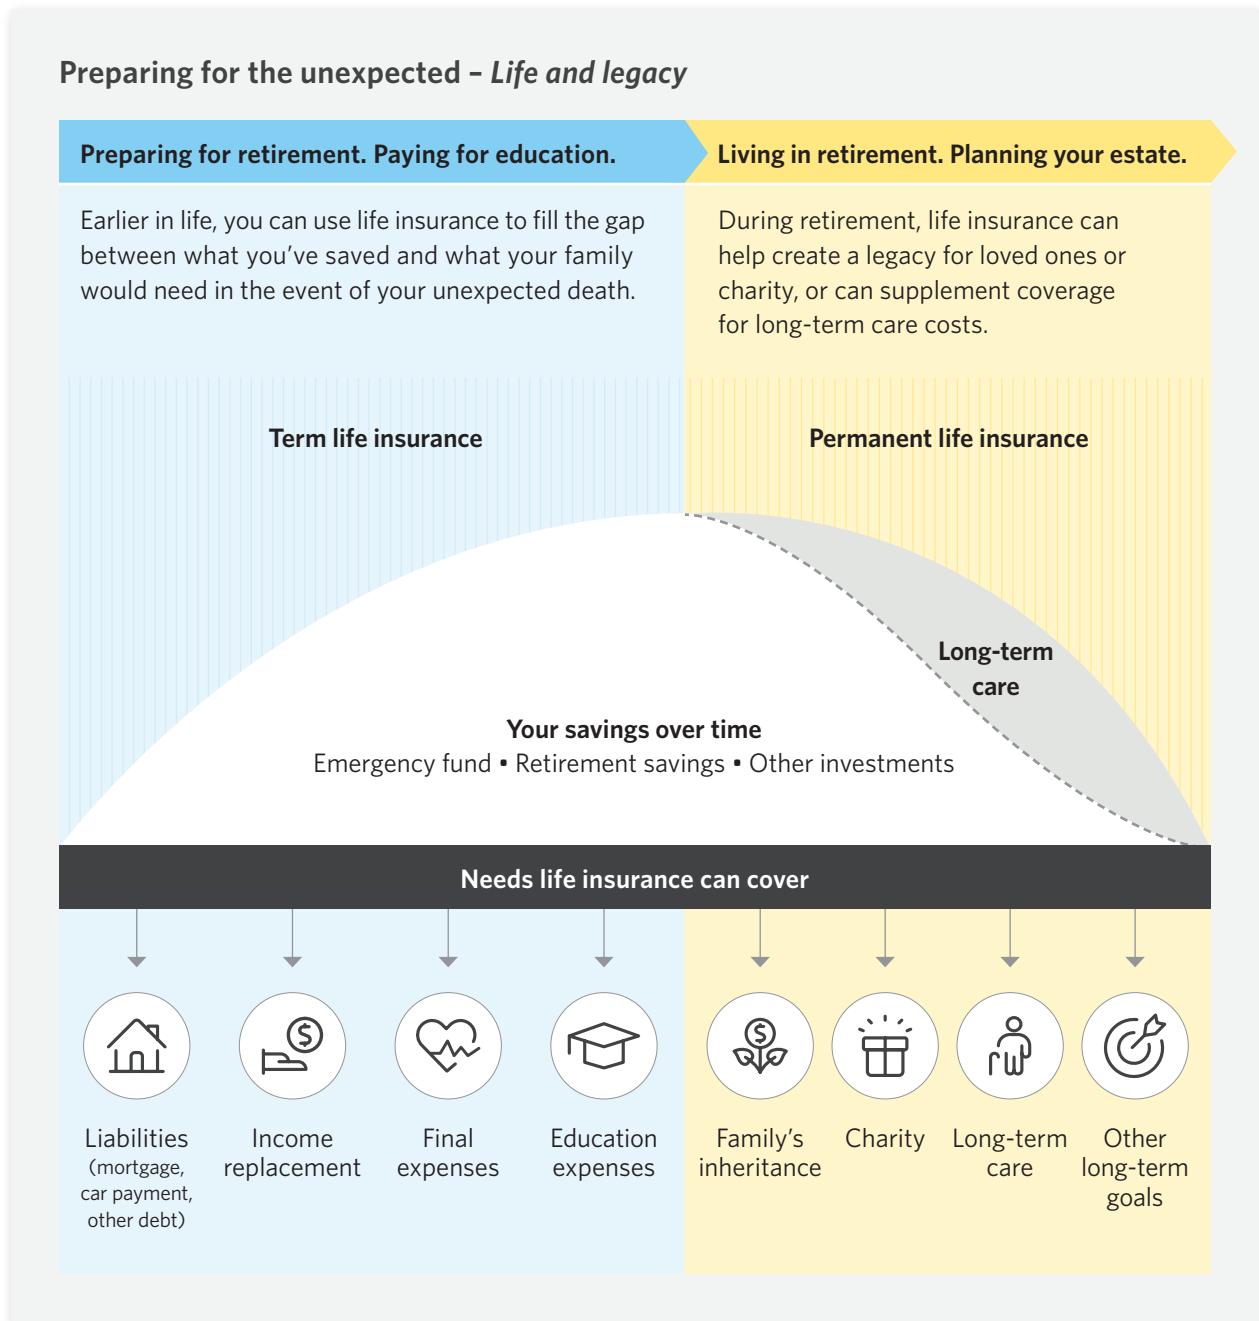 Preparing for the unexpected – Life and legacy
Preparing for retirement. Paying for education.
Living in retirement. Planning your estate.
Earlier in life, you can use life insurance to fill the gap
between what you’ve saved and what your family
would need in the event of your unexpected death.
During retirement, life insurance can
help create a legacy for loved ones or
charity, or can supplement coverage
for long-term care costs.
Term life insurance
Permanent life insurance
Long-term
care
Your savings over time
Emergency fund ▪ Retirement savings ▪ Other investments
Needs life insurance can cover
$
$
Liabilities
(mortgage,
car payment,
other debt)
Income
replacement
Final
expenses
Education
expenses
Family’s
inheritance
Charity
Long-term
care
Other
long-term
goals